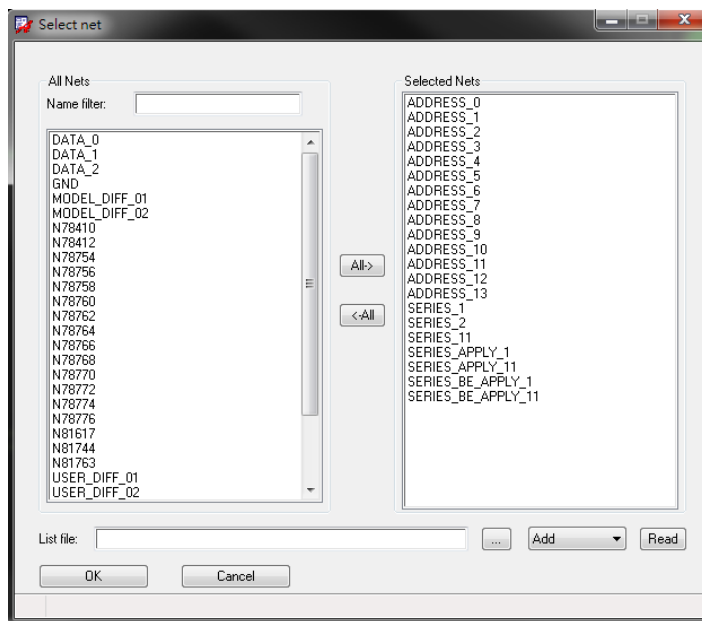 Select net
All Nets
Name filter:
DATA_0
DATA_1
DATA_2
GND
MODEL_DIFF_01
MODEL_DIFF_02
N78410
N78412
N78754
N78756
N78758
N78760
N78762
N78764
N78766
N78768
N78770
N78772
N78774
N78776
N81617
N81744
N81763
USER_DIFF_01
USER_DIFF_02
All->
<-All
Selected Nets
ADDRESS_0
ADDRESS_1
ADDRESS_2
ADDRESS_3
ADDRESS_4
ADDRESS_5
ADDRESS_6
ADDRESS_7
ADDRESS_8
ADDRESS_9
ADDRESS_10
ADDRESS_11
ADDRESS_12
ADDRESS_13
SERIES_1
SERIES_2
SERIES_11
SERIES_APPLY_1
SERIES_APPLY_11
SERIES_BE_APPLY_1
SERIES_BE_APPLY_11
List file: ... Add Read
OK Cancel